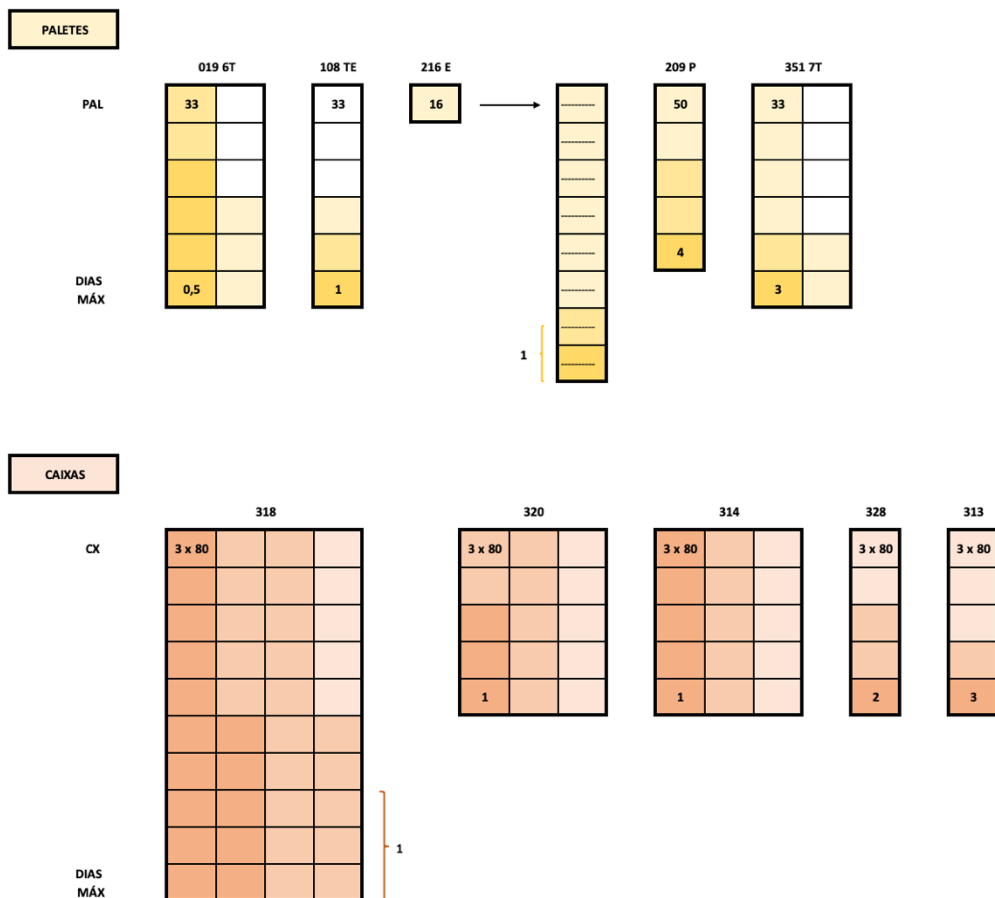 PALETES
019 6T
108 TE
216 E
209 P
351 7T
PAL
33
33
16
----------
50
33
----------
----------
----------
----------
4
DIAS
MÁX
0,5
1
----------
3
----------
1
----------
CAIXAS
318
320
314
328
313
CX
3 x 80
3 x 80
3 x 80
3 x 80
3 x 80
1
1
2
3
1
DIAS
MÁX